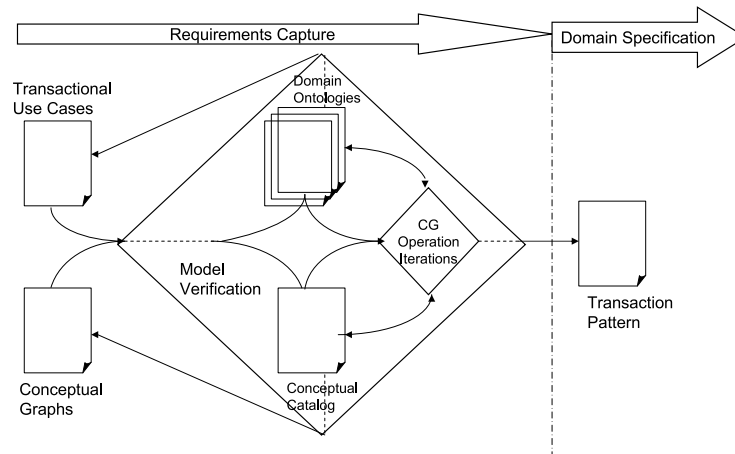 Requirements Capture
Domain Specification
Transactional
Use Cases
Domain
Ontologies
CG
Operation
Iterations
Model
Verification
Transaction
Pattern
Conceptual
Graphs
Conceptual
Catalog